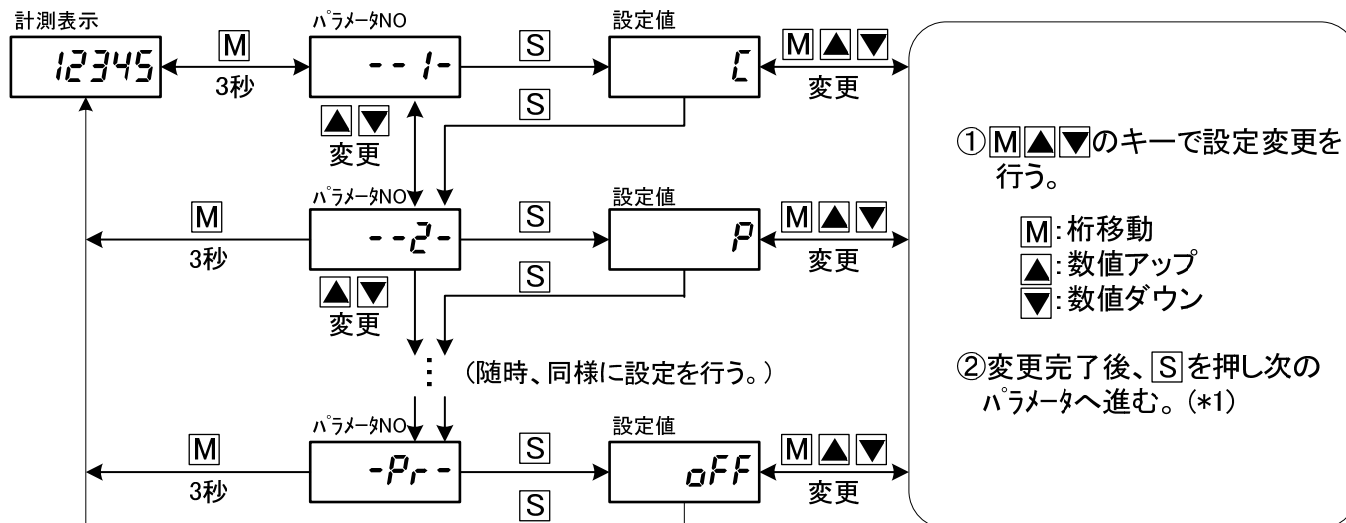 計測表示
12345
M
3秒
パラメータNO
--1-
S
設定値
C
M▲▼
変更
▲▼
変更
S
パラメータNO
--2-
M
3秒
S
設定値
P
M▲▼
変更
▲▼
変更
S
⋮
(随時、同様に設定を行う。)
パラメータNO
-Pr-
M
3秒
S
設定値
oFF
M▲▼
変更
S
①M▲▼のキーで設定変更を
行う。
M:桁移動
▲:数値アップ
▼:数値ダウン
②変更完了後、Sを押し次の
パラメータへ進む。(*1)